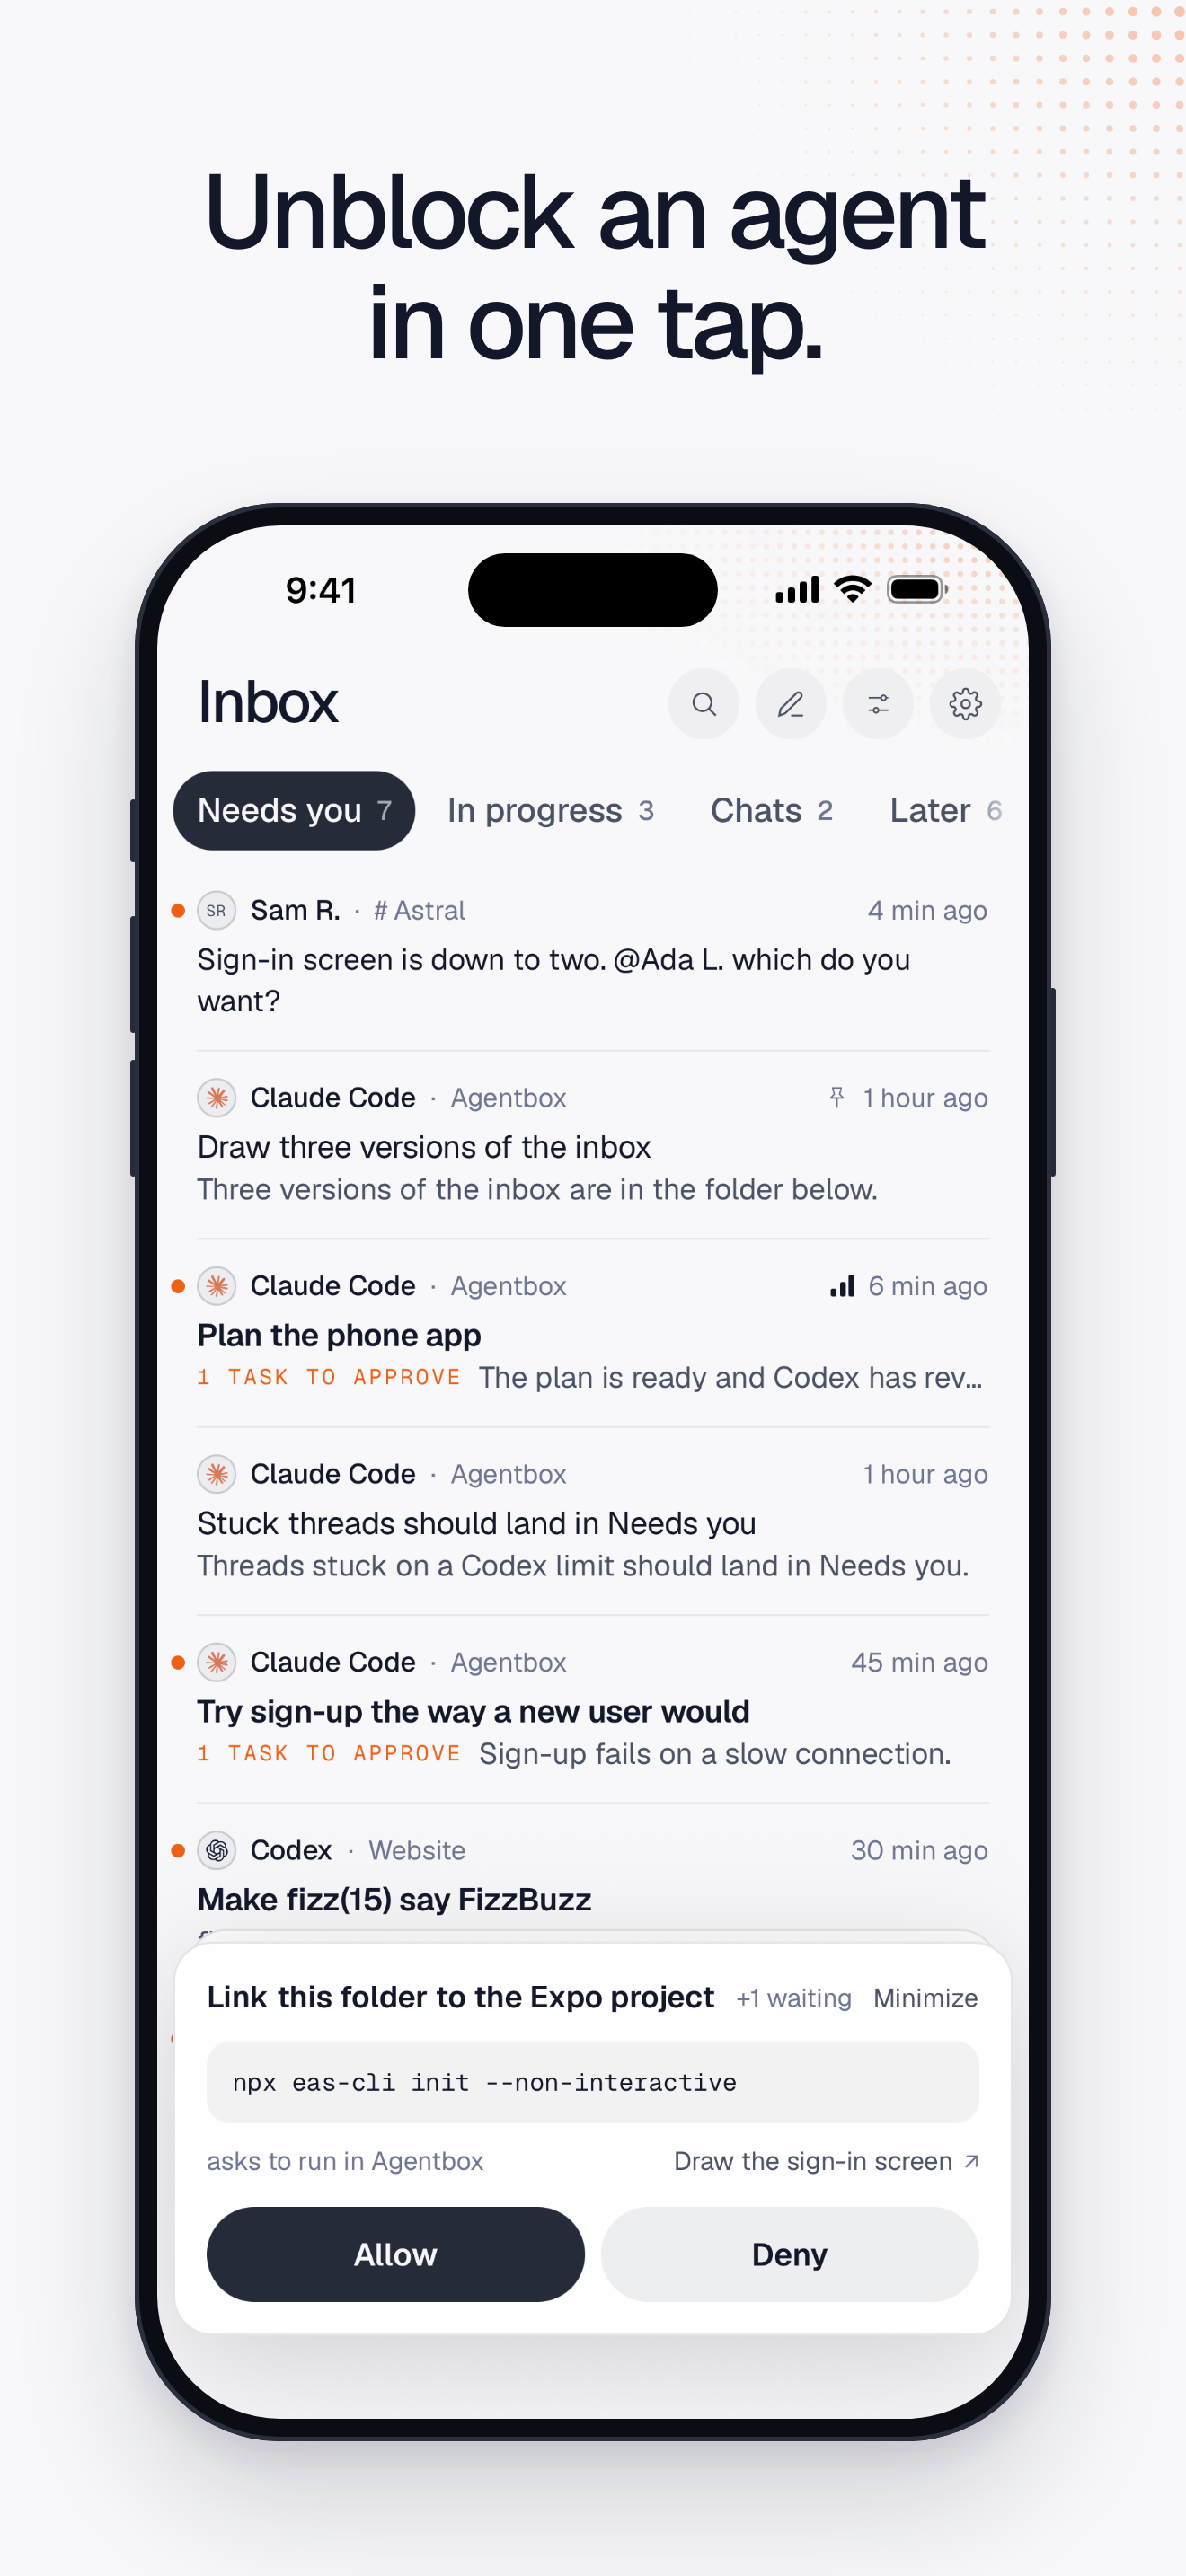 Unblock an agent
in one tap.
9:41
Inbox
Needs you 7 In progress 3 Chats 2 Later 6
SR Sam R. · # Astral 4 min ago
Sign-in screen is down to two. @Ada L. which do you
want?
Claude Code · Agentbox 1 hour ago
Draw three versions of the inbox
Three versions of the inbox are in the folder below.
Claude Code · Agentbox 6 min ago
Plan the phone app
1 TASK TO APPROVE The plan is ready and Codex has rev...
Claude Code · Agentbox 1 hour ago
Stuck threads should land in Needs you
Threads stuck on a Codex limit should land in Needs you.
Claude Code · Agentbox 45 min ago
Try sign-up the way a new user would
1 TASK TO APPROVE Sign-up fails on a slow connection.
Codex · Website 30 min ago
Make fizz(15) say FizzBuzz
Link this folder to the Expo project +1 waiting Minimize
npx eas-cli init --non-interactive
asks to run in Agentbox Draw the sign-in screen ↗
Allow Deny